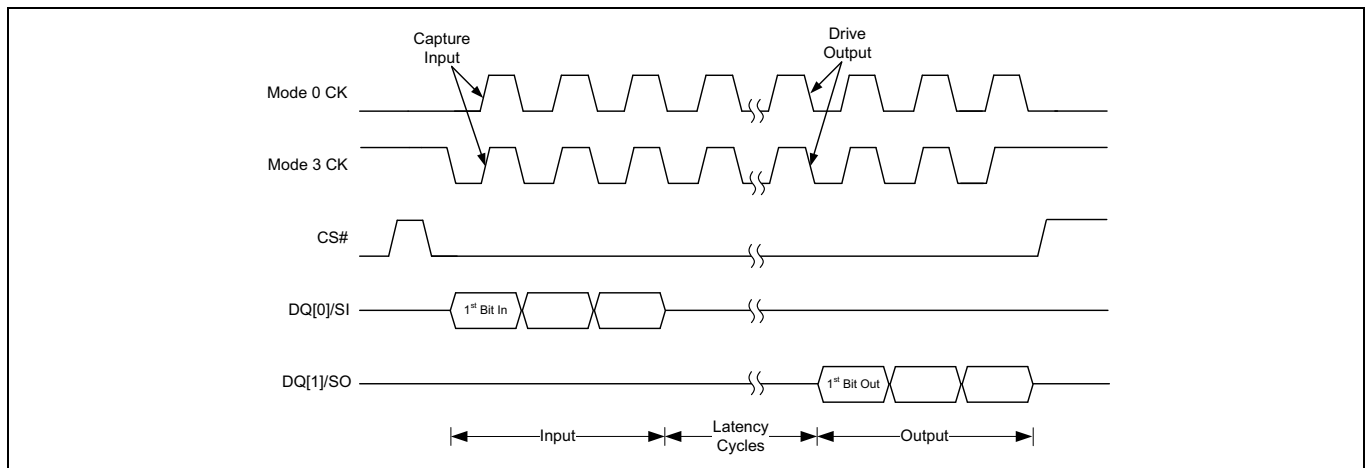 Capture
Input
Drive
Output
Mode 0 CK
Mode 3 CK
CS#
DQ[0]/SI
1st Bit In
DQ[1]/SO
1st Bit Out
Input
Latency
Cycles
Output